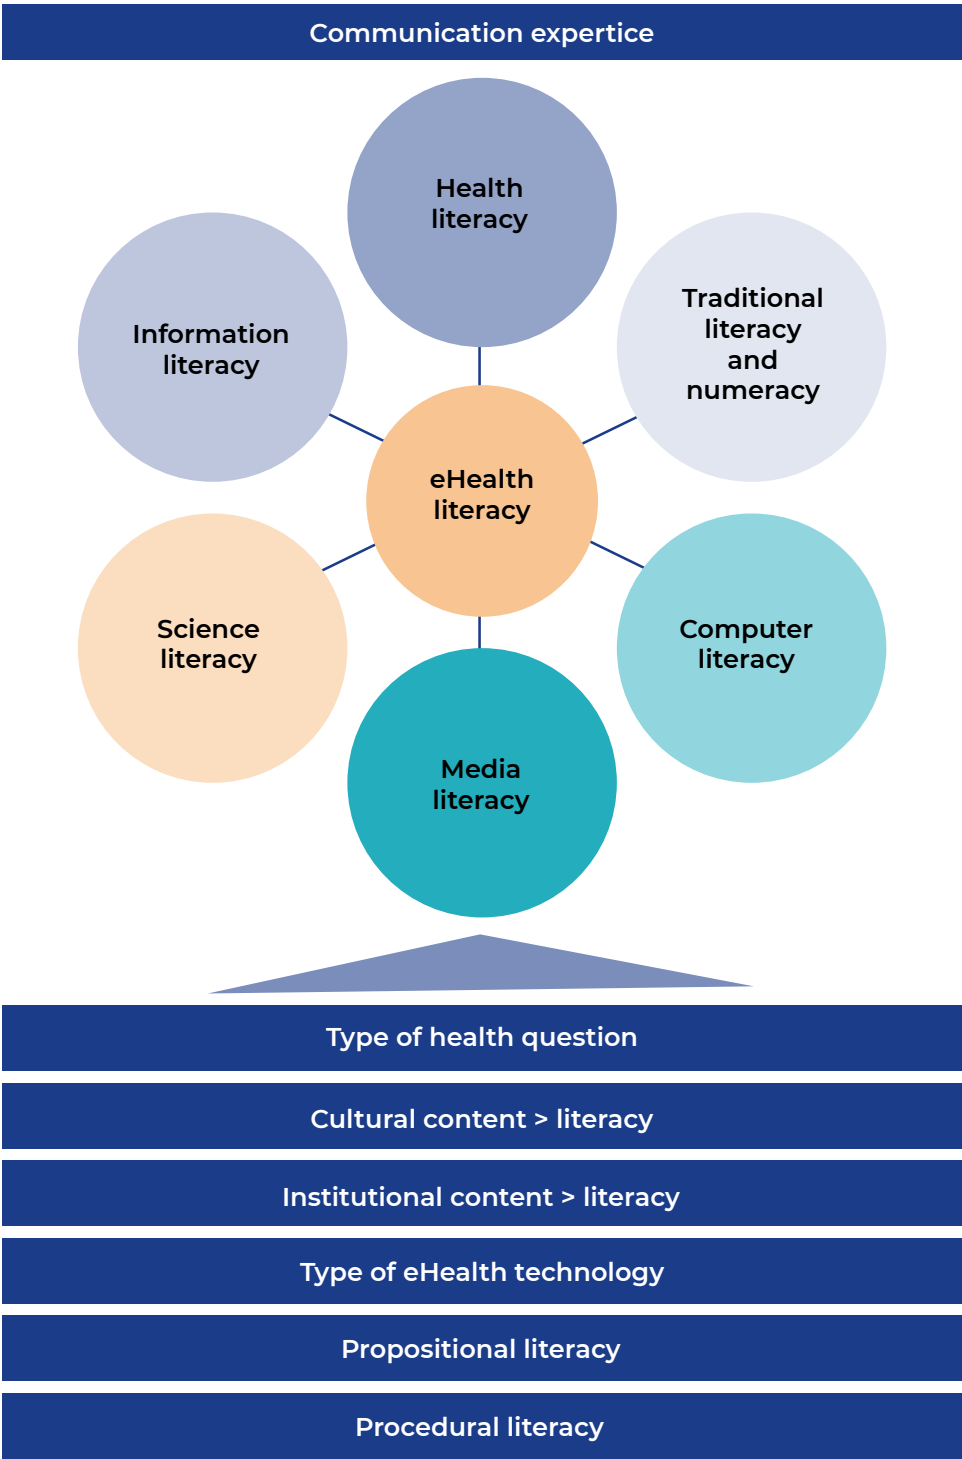 Communication expertice
Health
literacy
Information
literacy
Traditional
literacy
and
numeracy
eHealth
literacy
Science
literacy
Computer
literacy
Media
literacy
Type of health question
Cultural content > literacy
Institutional content > literacy
Type of eHealth technology
Propositional literacy
Procedural literacy